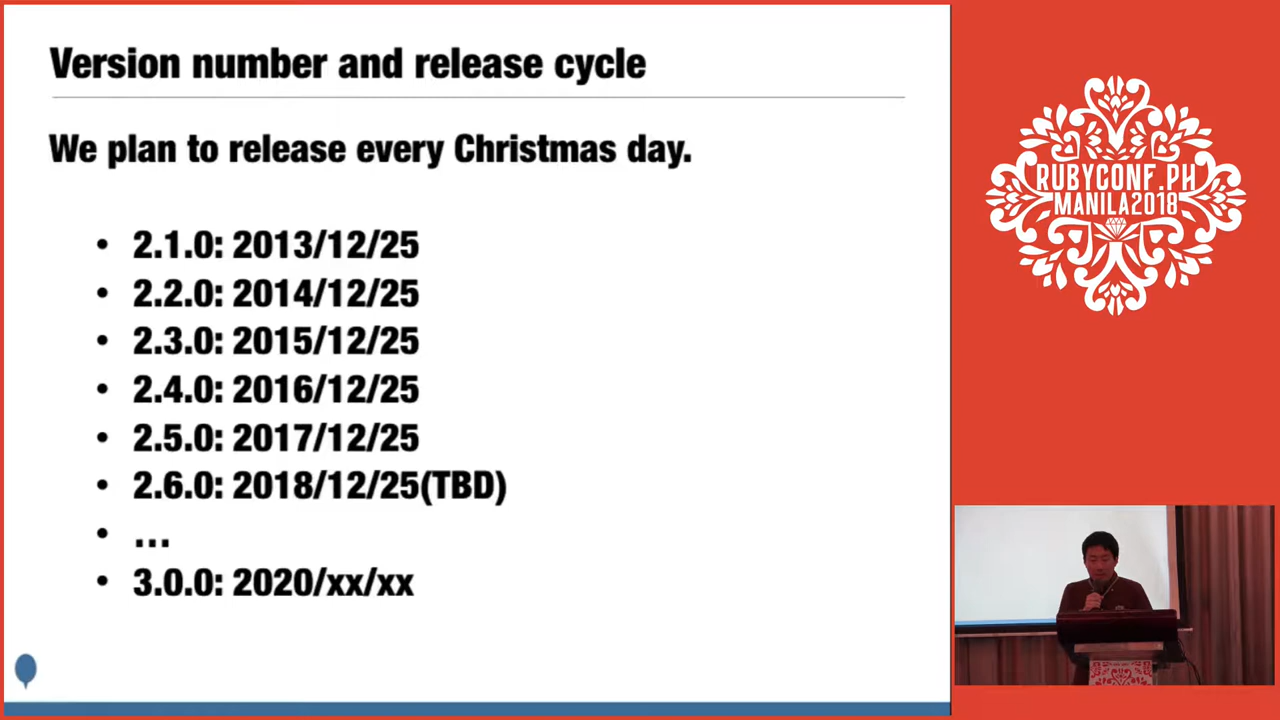 Version number and release cycle
We plan to release every Christmas day.
• 2.1.0: 2013/12/25
• 2.2.0: 2014/12/25
• 2.3.0: 2015/12/25
• 2.4.0: 2016/12/25
• 2.5.0: 2017/12/25
• 2.6.0: 2018/12/25(TBD)
• ...
• 3.0.0: 2020/xx/xx
RUBYCONF.PH
MANILA2018